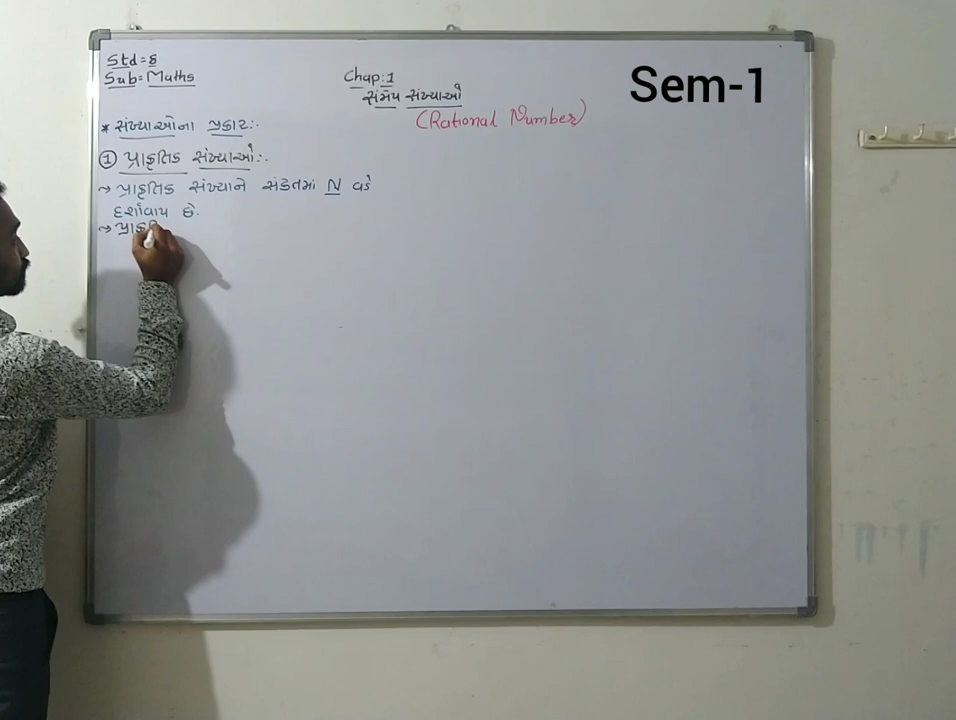 Std = 8
Sub = Maths
Chap : 1
સંમેય સંખ્યાઓ
(Rational Number)
Sem-1
* સંખ્યાઓના પ્રકાર :-
① પ્રાકૃતિક સંખ્યાઓ :-
→ પ્રાકૃતિક સંખ્યાને સંકેતમાં N વડે
દર્શાવાય છે.
→ પ્રાકૃ